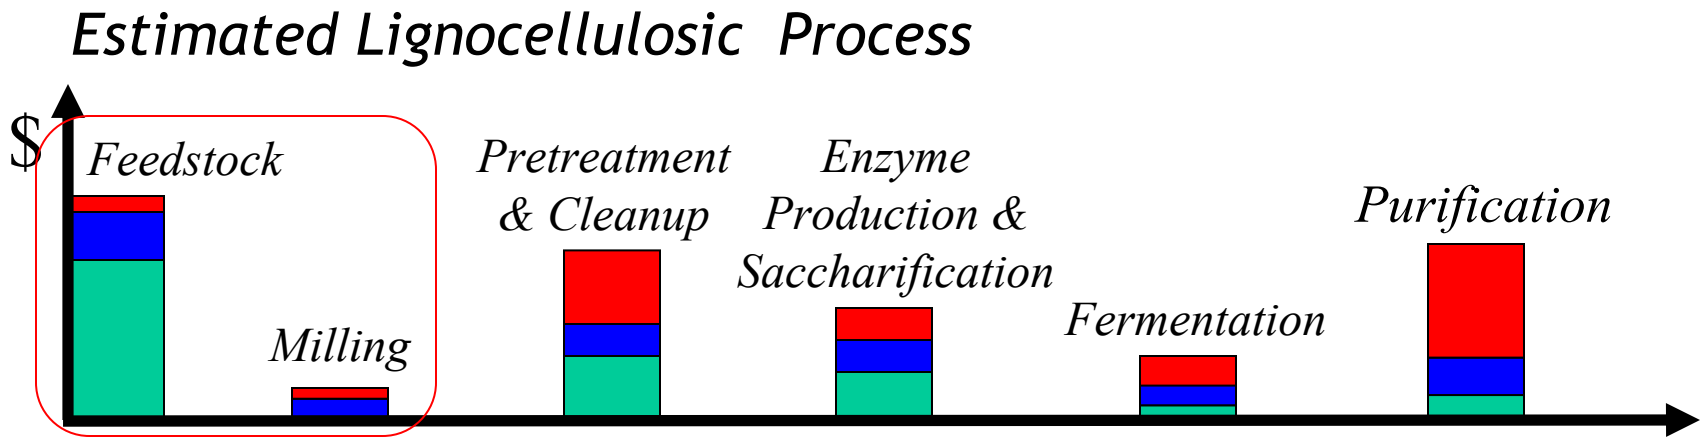 Estimated Lignocellulosic Process
$
Feedstock
Milling
Pretreatment
& Cleanup
Enzyme
Production &
Saccharification
Fermentation
Purification